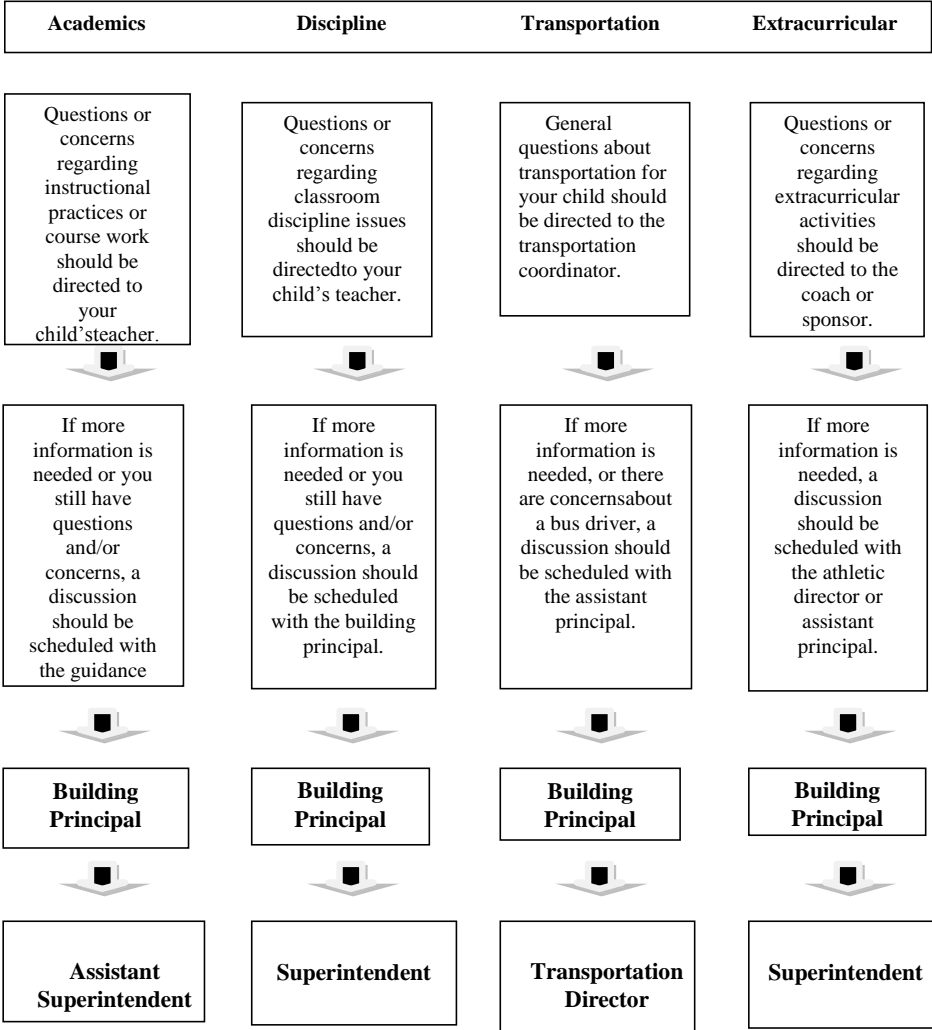 Academics Discipline Transportation Extracurricular
Questions or
concerns
regarding
instructional
practices or
course work
should be
directed to
your
child’steacher.
Questions or
concerns
regarding
classroom
discipline issues
should be
directedto your
child’s teacher.
General
questions about
transportation for
your child should
be directed to the
transportation
coordinator.
Questions or
concerns
regarding
extracurricular
activities
should be
directed to the
coach or
sponsor.
If more
information is
needed or you
still have
questions
and/or
concerns, a
discussion
should be
scheduled with
the guidance
If more
information is
needed or you
still have
questions and/or
concerns, a
discussion should
be scheduled
with the building
principal.
If more
information is
needed, or there
are concernsabout
a bus driver, a
discussion should
be scheduled with
the assistant
principal.
If more
information is
needed, a
discussion
should be
scheduled with
the athletic
director or
assistant
principal.
Building
Principal
Building
Principal
Building
Principal
Building
Principal
Assistant
Superintendent
Superintendent
Transportation
Director
Superintendent